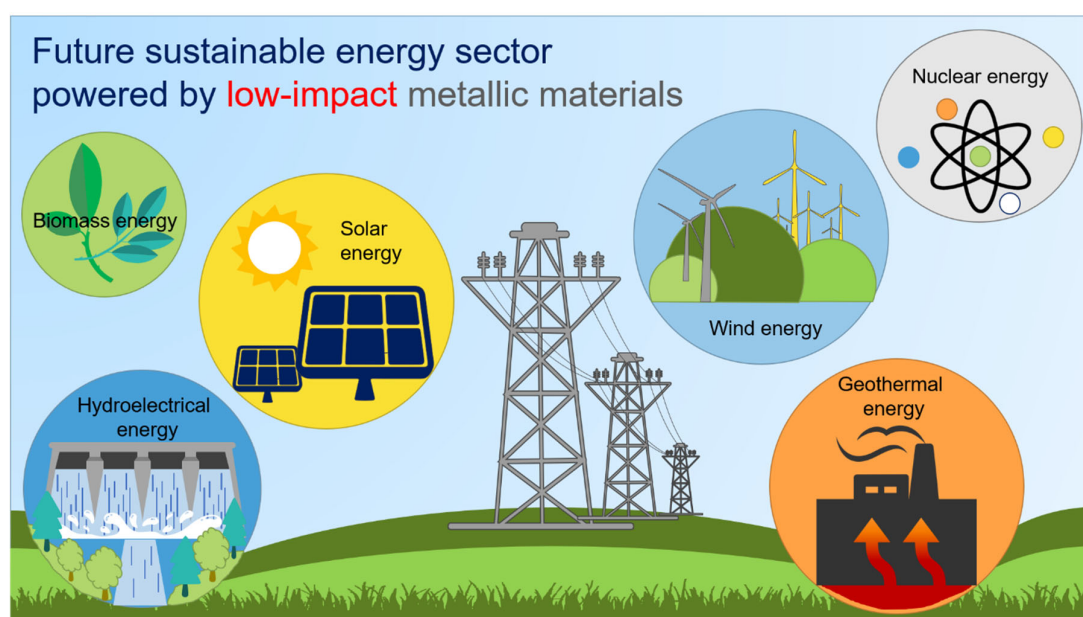 Future sustainable energy sector
powered by low-impact metallic materials
Nuclear energy
Biomass energy
Solar
energy
Wind energy
Hydroelectrical
energy
Geothermal
energy